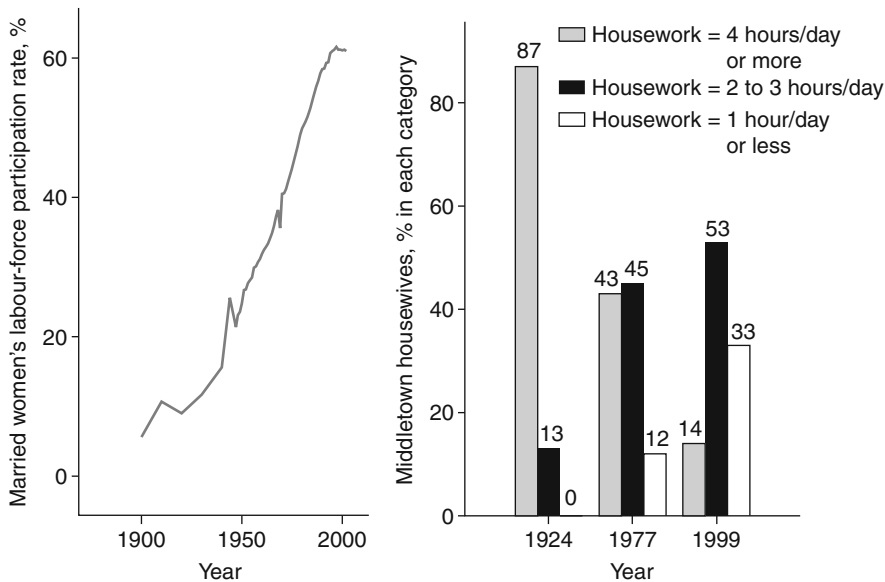 Married women's labour-force participation rate, %
60
40
20
0
1900 1950 2000
Year
Middletown housewives, % in each category
80
60
40
20
0
Housework = 4 hours/day
or more
Housework = 2 to 3 hours/day
Housework = 1 hour/day
or less
87
13
0
43
45
12
14
53
33
1924 1977 1999
Year